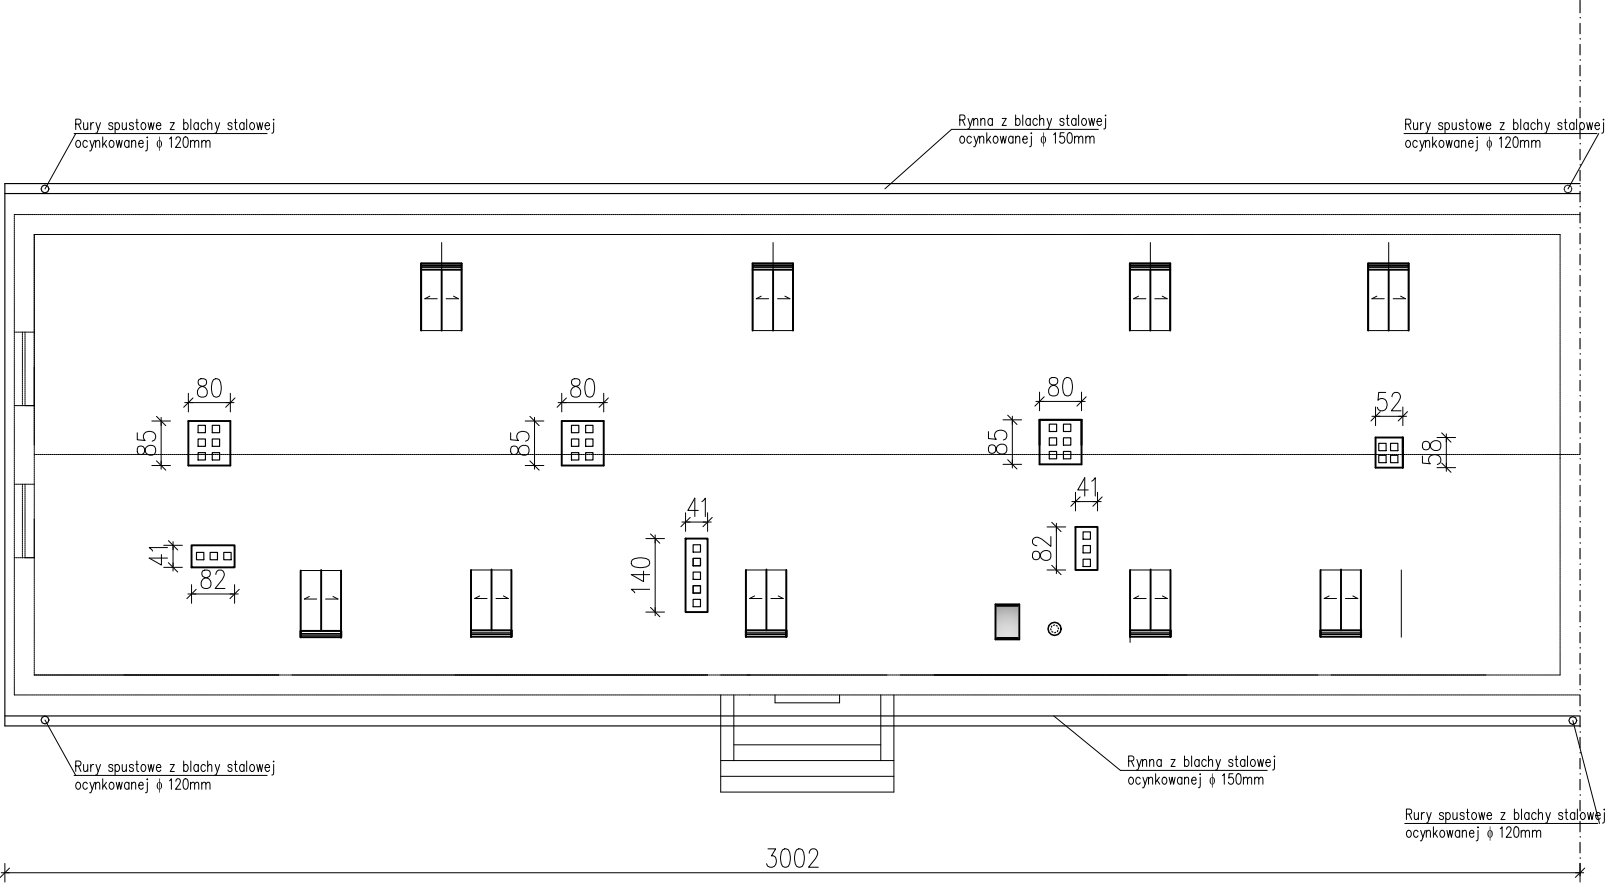 Rury spustowe z blachy stalowej
ocynkowanej ϕ 120mm
Rynna z blachy stalowej
ocynkowanej ϕ 150mm
Rury spustowe z blachy stalowej
ocynkowanej ϕ 120mm
80
85
80
85
80
85
52
58
41
82
41
140
41
82
Rury spustowe z blachy stalowej
ocynkowanej ϕ 120mm
Rynna z blachy stalowej
ocynkowanej ϕ 150mm
Rury spustowe z blachy stalowej
ocynkowanej ϕ 120mm
3002